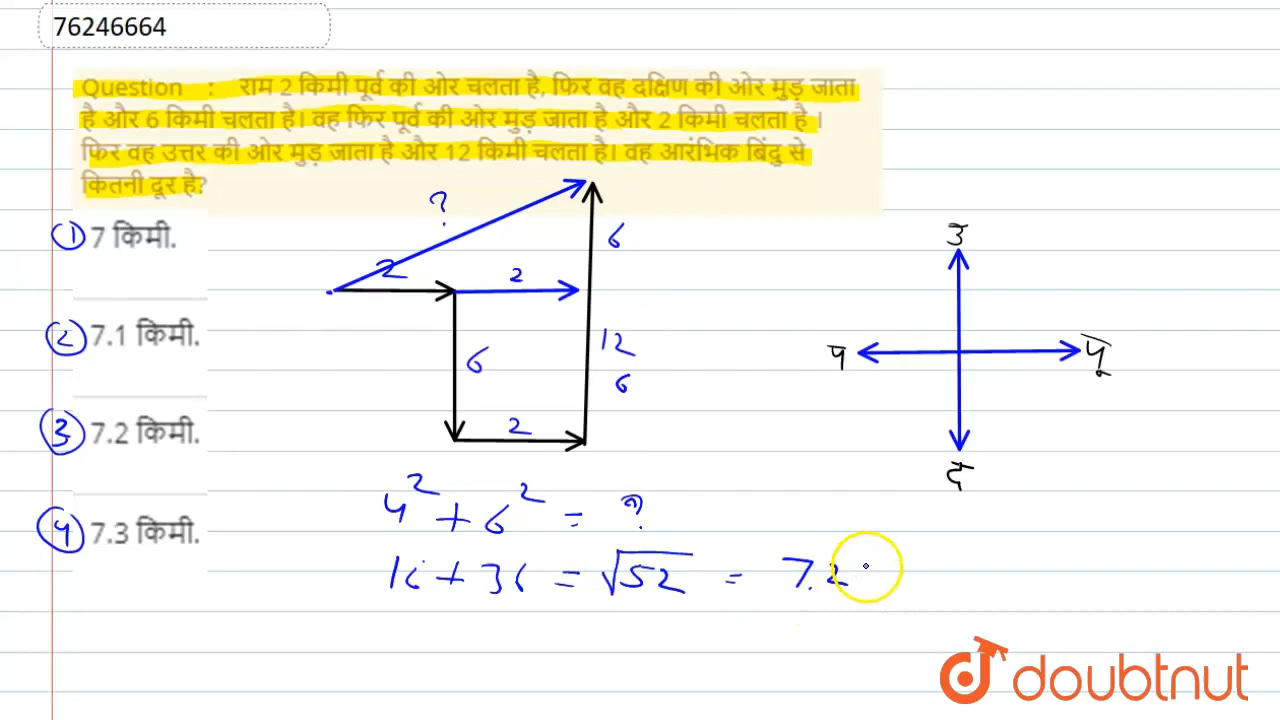 76246664
Question : राम 2 किमी पूर्व की ओर चलता है, फिर वह दक्षिण की ओर मुड़ जाता
है और 6 किमी चलता है। वह फिर पूर्व की ओर मुड़ जाता है और 2 किमी चलता है ।
फिर वह उत्तर की ओर मुड़ जाता है और 12 किमी चलता है। वह आरंभिक बिंदु से
कितनी दूर है?
① 7 किमी.
② 7.1 किमी.
③ 7.2 किमी.
④ 7.3 किमी.
?
2
2
6
6
12
6
2
उ
प
पू
द
4² + 6² = ?
16 + 36 = √52 = 7.2
doubtnut